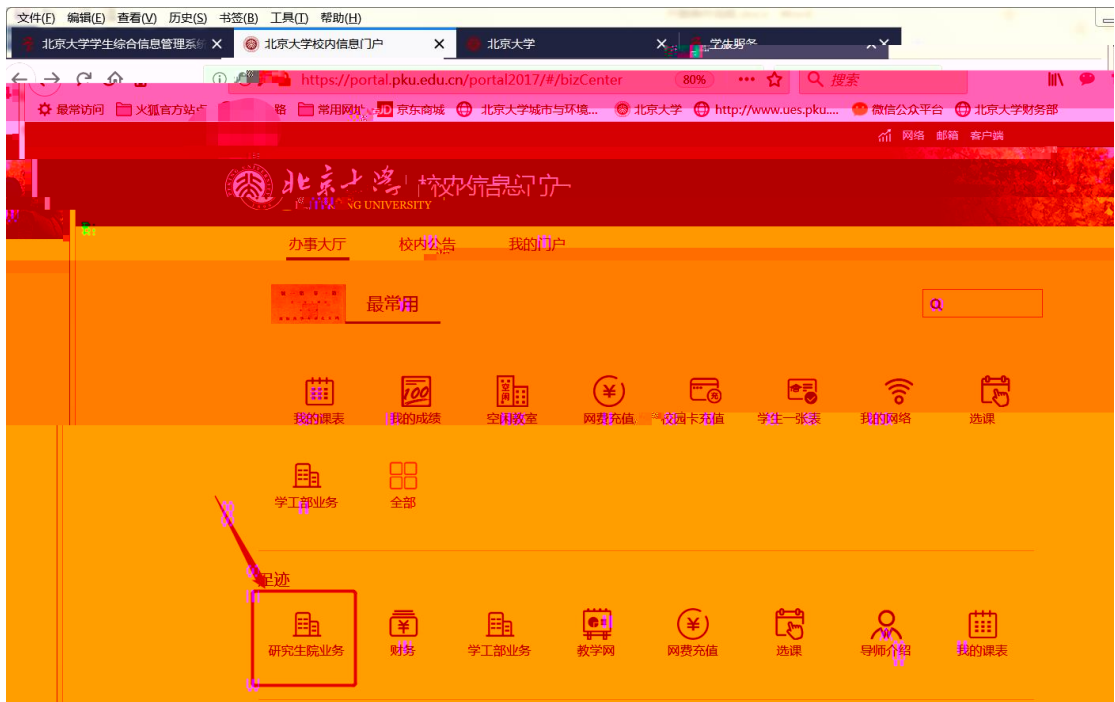 文件(F) 编辑(E) 查看(V) 历史(S) 书签(B) 工具(T) 帮助(H)
北京大学学生综合信息管理系统 × 北京大学校内信息门户 × 北京大学 × 学生服务 ×
https://portal.pku.edu.cn/portal2017/#/bizCenter 80% 搜索
最常访问 火狐官方站点 常用网址 京东商城 北京大学城市与环境... 北京大学 http://www.ues.pku.... 微信公众平台 北京大学财务部
网络 邮箱 客户端
北京大学 校内信息门户
UNIVERSITY
办事大厅 校内公告 我的门户
最常用
我的课表 我的成绩 空闲教室 网费充值 校园卡充值 学生一张表 我的网络 选课
学工部业务 全部
足迹
研究生院业务 财务 学工部业务 教学网 网费充值 选课 导师介绍 我的课表